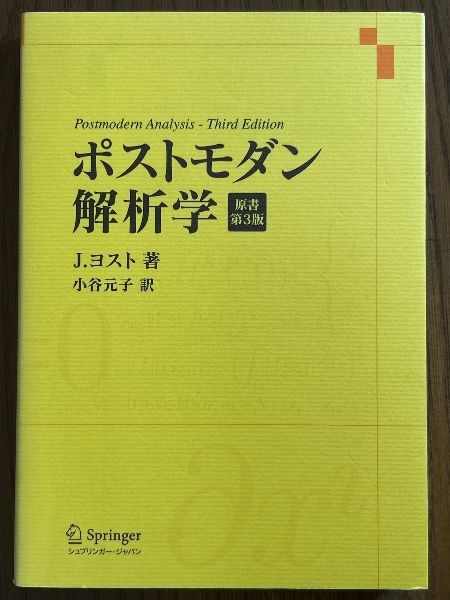 Postmodern Analysis - Third Edition
ポストモダン
解析学
原書
第3版
J.ヨスト 著
小谷元子 訳
Springer
シュプリンガー・ジャパン